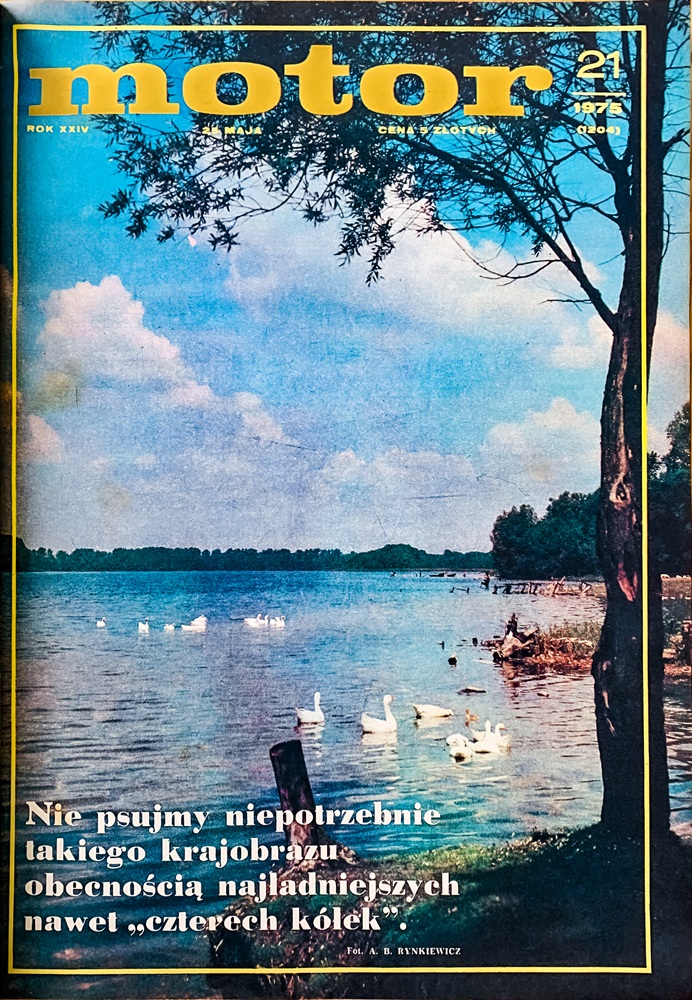 motor
21
1975
ROK XXIV 25 MAJA CENA 5 ZŁOTYCH (1204)
Nie psujmy niepotrzebnie
takiego krajobrazu
obecnością najładniejszych
nawet „czterech kółek”.
Fot. A. B. RYNKIEWICZ